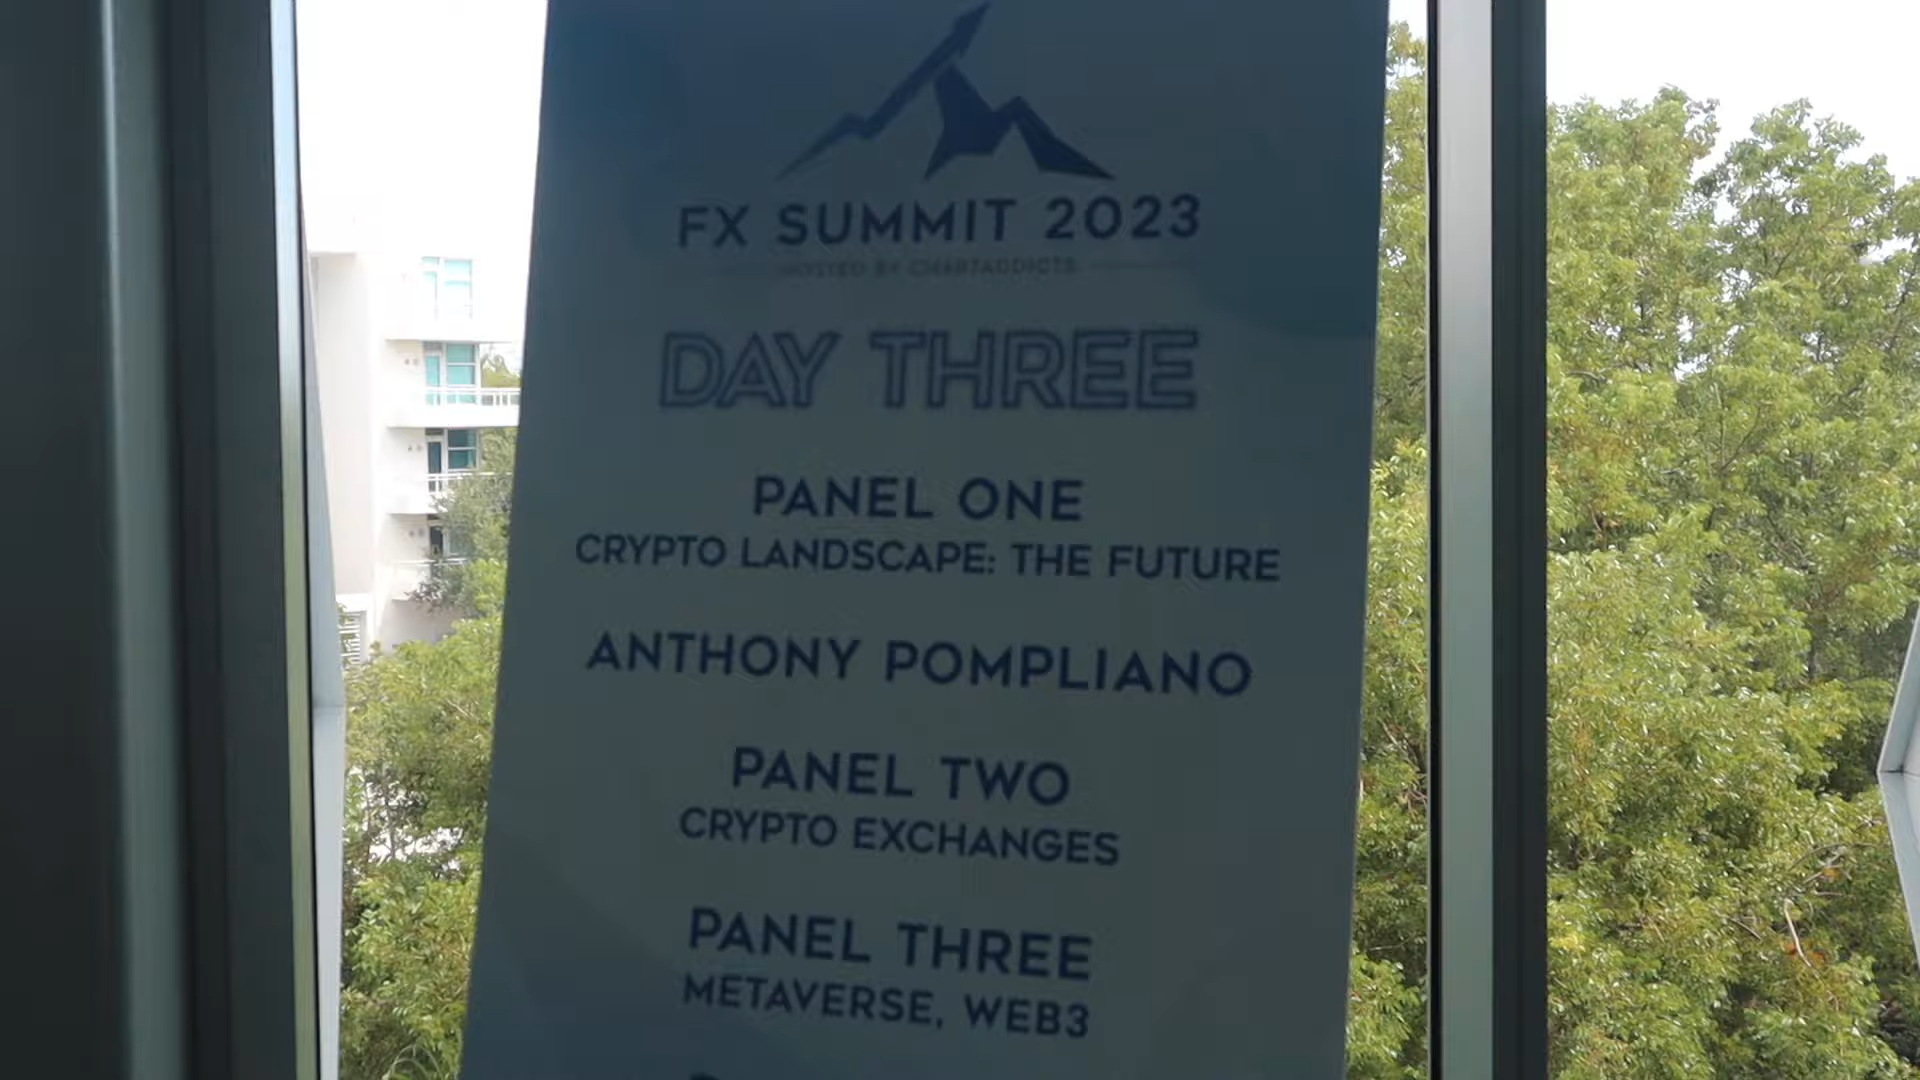 FX SUMMIT 2023
HOSTED BY CHARTADDICTS
DAY THREE
PANEL ONE
CRYPTO LANDSCAPE: THE FUTURE
ANTHONY POMPLIANO
PANEL TWO
CRYPTO EXCHANGES
PANEL THREE
METAVERSE, WEB3